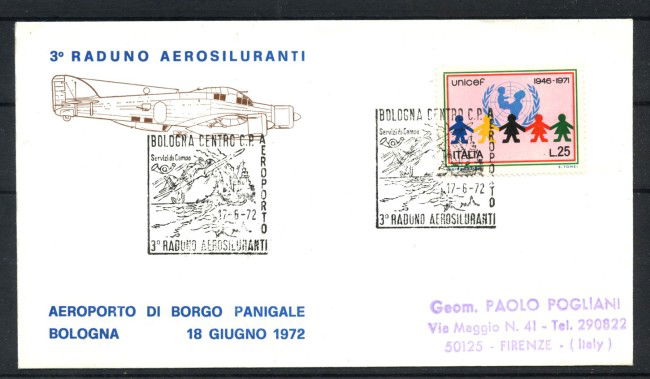 3° RADUNO AEROSILURANTI
unicef 1946-1971
ITALIA L.25
BOLOGNA CENTRO C.P.
AEROPORTO
Servizi di Campo
17-6-72
3° RADUNO AEROSILURANTI
BOLOGNA CENTRO C.P.
AEROPORTO
Servizi di Campo
17-6-72
3° RADUNO AEROSILURANTI
AEROPORTO DI BORGO PANIGALE
BOLOGNA 18 GIUGNO 1972
Geom. PAOLO POGLIANI
Via Maggio N. 41 - Tel. 290822
50125 - FIRENZE - (Italy)